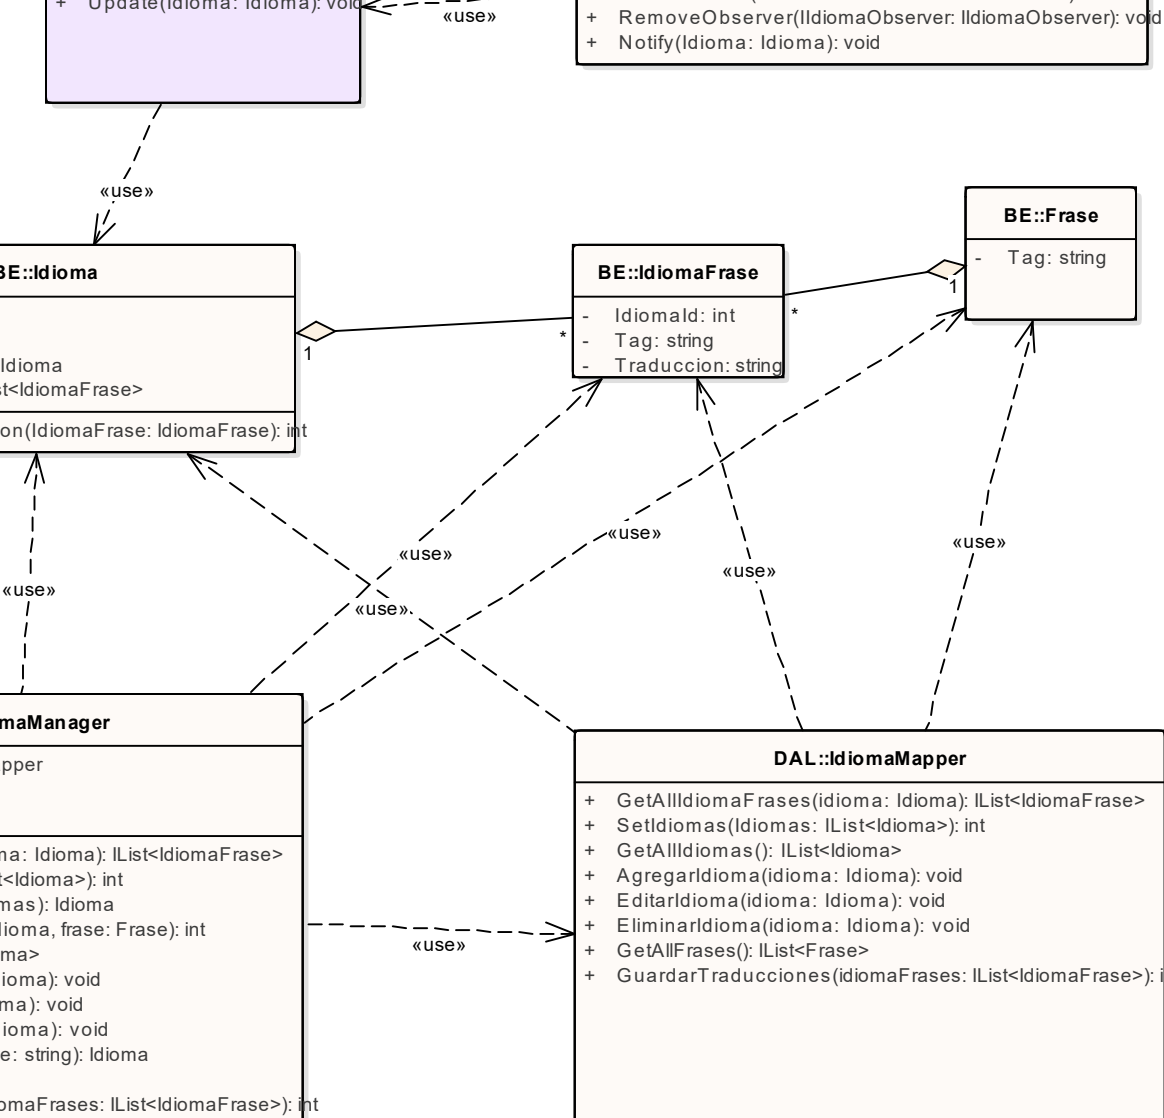 + Update(Idioma: Idioma): void
«use»
+ RemoveObserver(IIdiomaObserver: IIdiomaObserver): void
+ Notify(Idioma: Idioma): void
«use»
BE::Idioma
Idioma
st<IdiomaFrase>
on(IdiomaFrase: IdiomaFrase): int
1
*
BE::IdiomaFrase
- IdiomaId: int
- Tag: string
- Traduccion: string
*
1
BE::Frase
- Tag: string
«use»
«use»
«use»
«use»
«use»
«use»
maManager
pper
ma: Idioma): IList<IdiomaFrase>
t<Idioma>): int
mas): Idioma
dioma, frase: Frase): int
ma>
ioma): void
ma): void
ioma): void
e: string): Idioma
omaFrases: IList<IdiomaFrase>): int
«use»
DAL::IdiomaMapper
+ GetAllIdiomaFrases(idioma: Idioma): IList<IdiomaFrase>
+ SetIdiomas(Idiomas: IList<Idioma>): int
+ GetAllIdiomas(): IList<Idioma>
+ AgregarIdioma(idioma: Idioma): void
+ EditarIdioma(idioma: Idioma): void
+ EliminarIdioma(idioma: Idioma): void
+ GetAllFrases(): IList<Frase>
+ GuardarTraducciones(idiomaFrases: IList<IdiomaFrase>): i